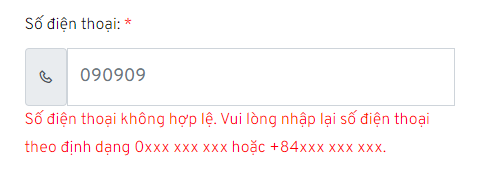 Số điện thoại: *
090909
Số điện thoại không hợp lệ. Vui lòng nhập lại số điện thoại
theo định dạng 0xxx xxx xxx hoặc +84xxx xxx xxx.